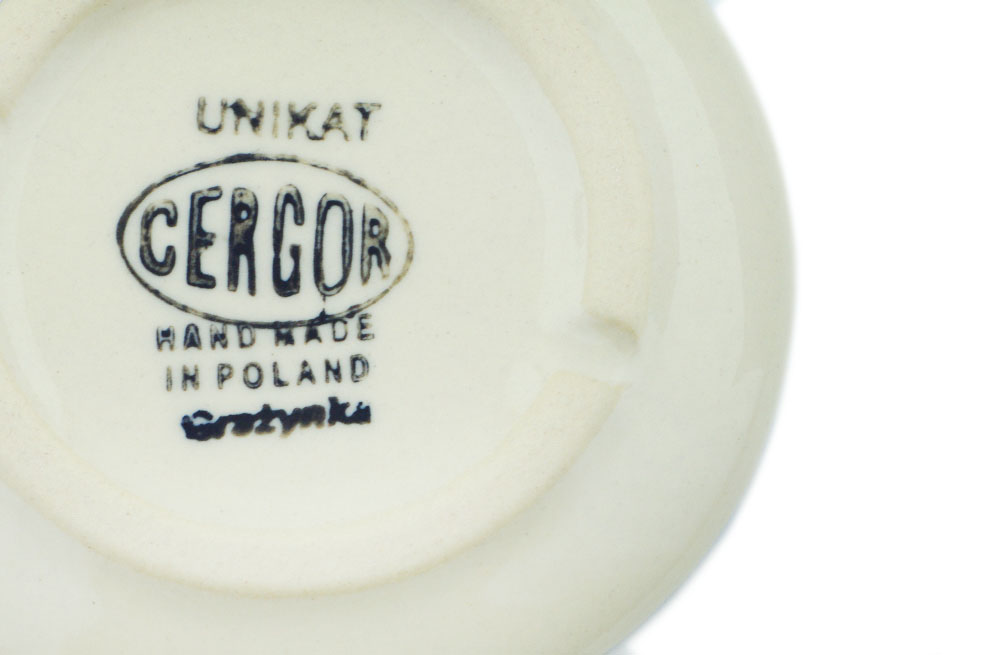 UNIKAT
CERGOR
HAND MADE
IN POLAND
Grażynka